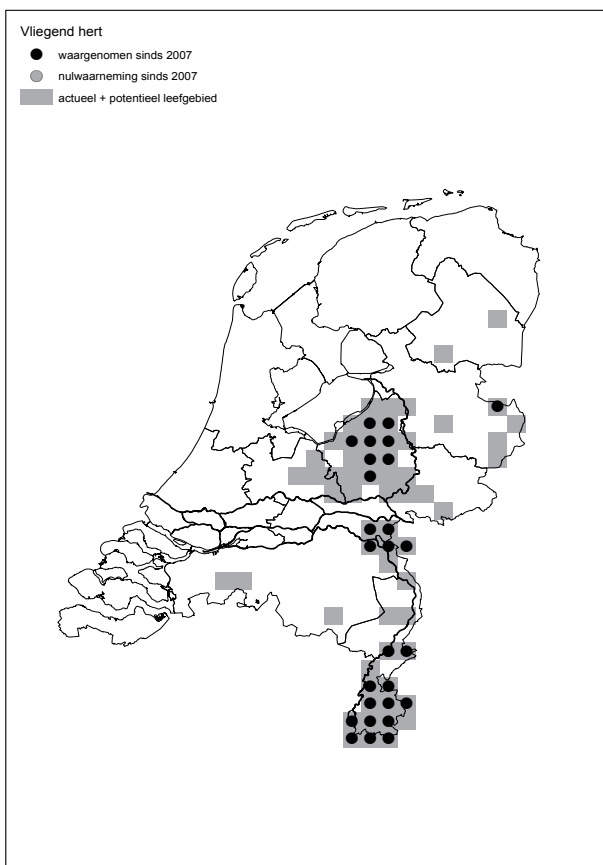 Vliegend hert
waargenomen sinds 2007
nulwaarneming sinds 2007
actueel + potentieel leefgebied